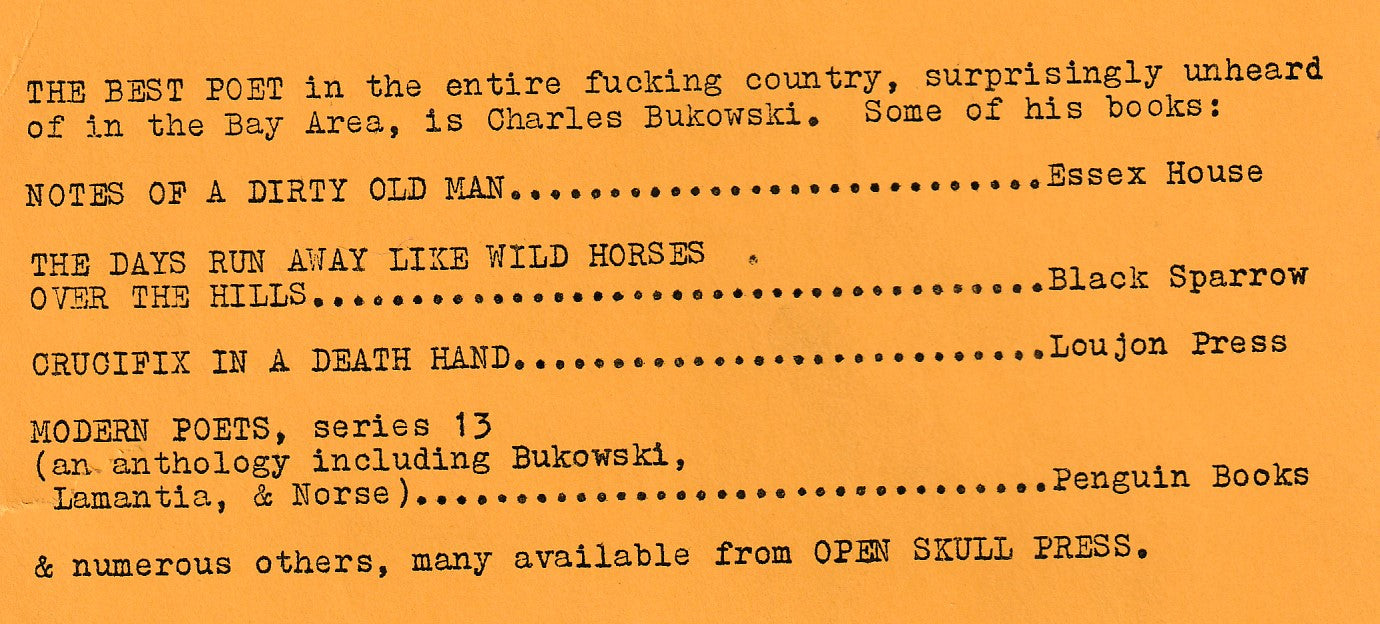 THE BEST POET in the entire fucking country, surprisingly unheard
of in the Bay Area, is Charles Bukowski.  Some of his books:
NOTES OF A DIRTY OLD MAN...........................Essex House
THE DAYS RUN AWAY LIKE WILD HORSES
OVER THE HILLS.....................................Black Sparrow
CRUCIFIX IN A DEATH HAND...........................Loujon Press
MODERN POETS, series 13
(an anthology including Bukowski,
Lamantia, & Norse)................................Penguin Books
& numerous others, many available from OPEN SKULL PRESS.